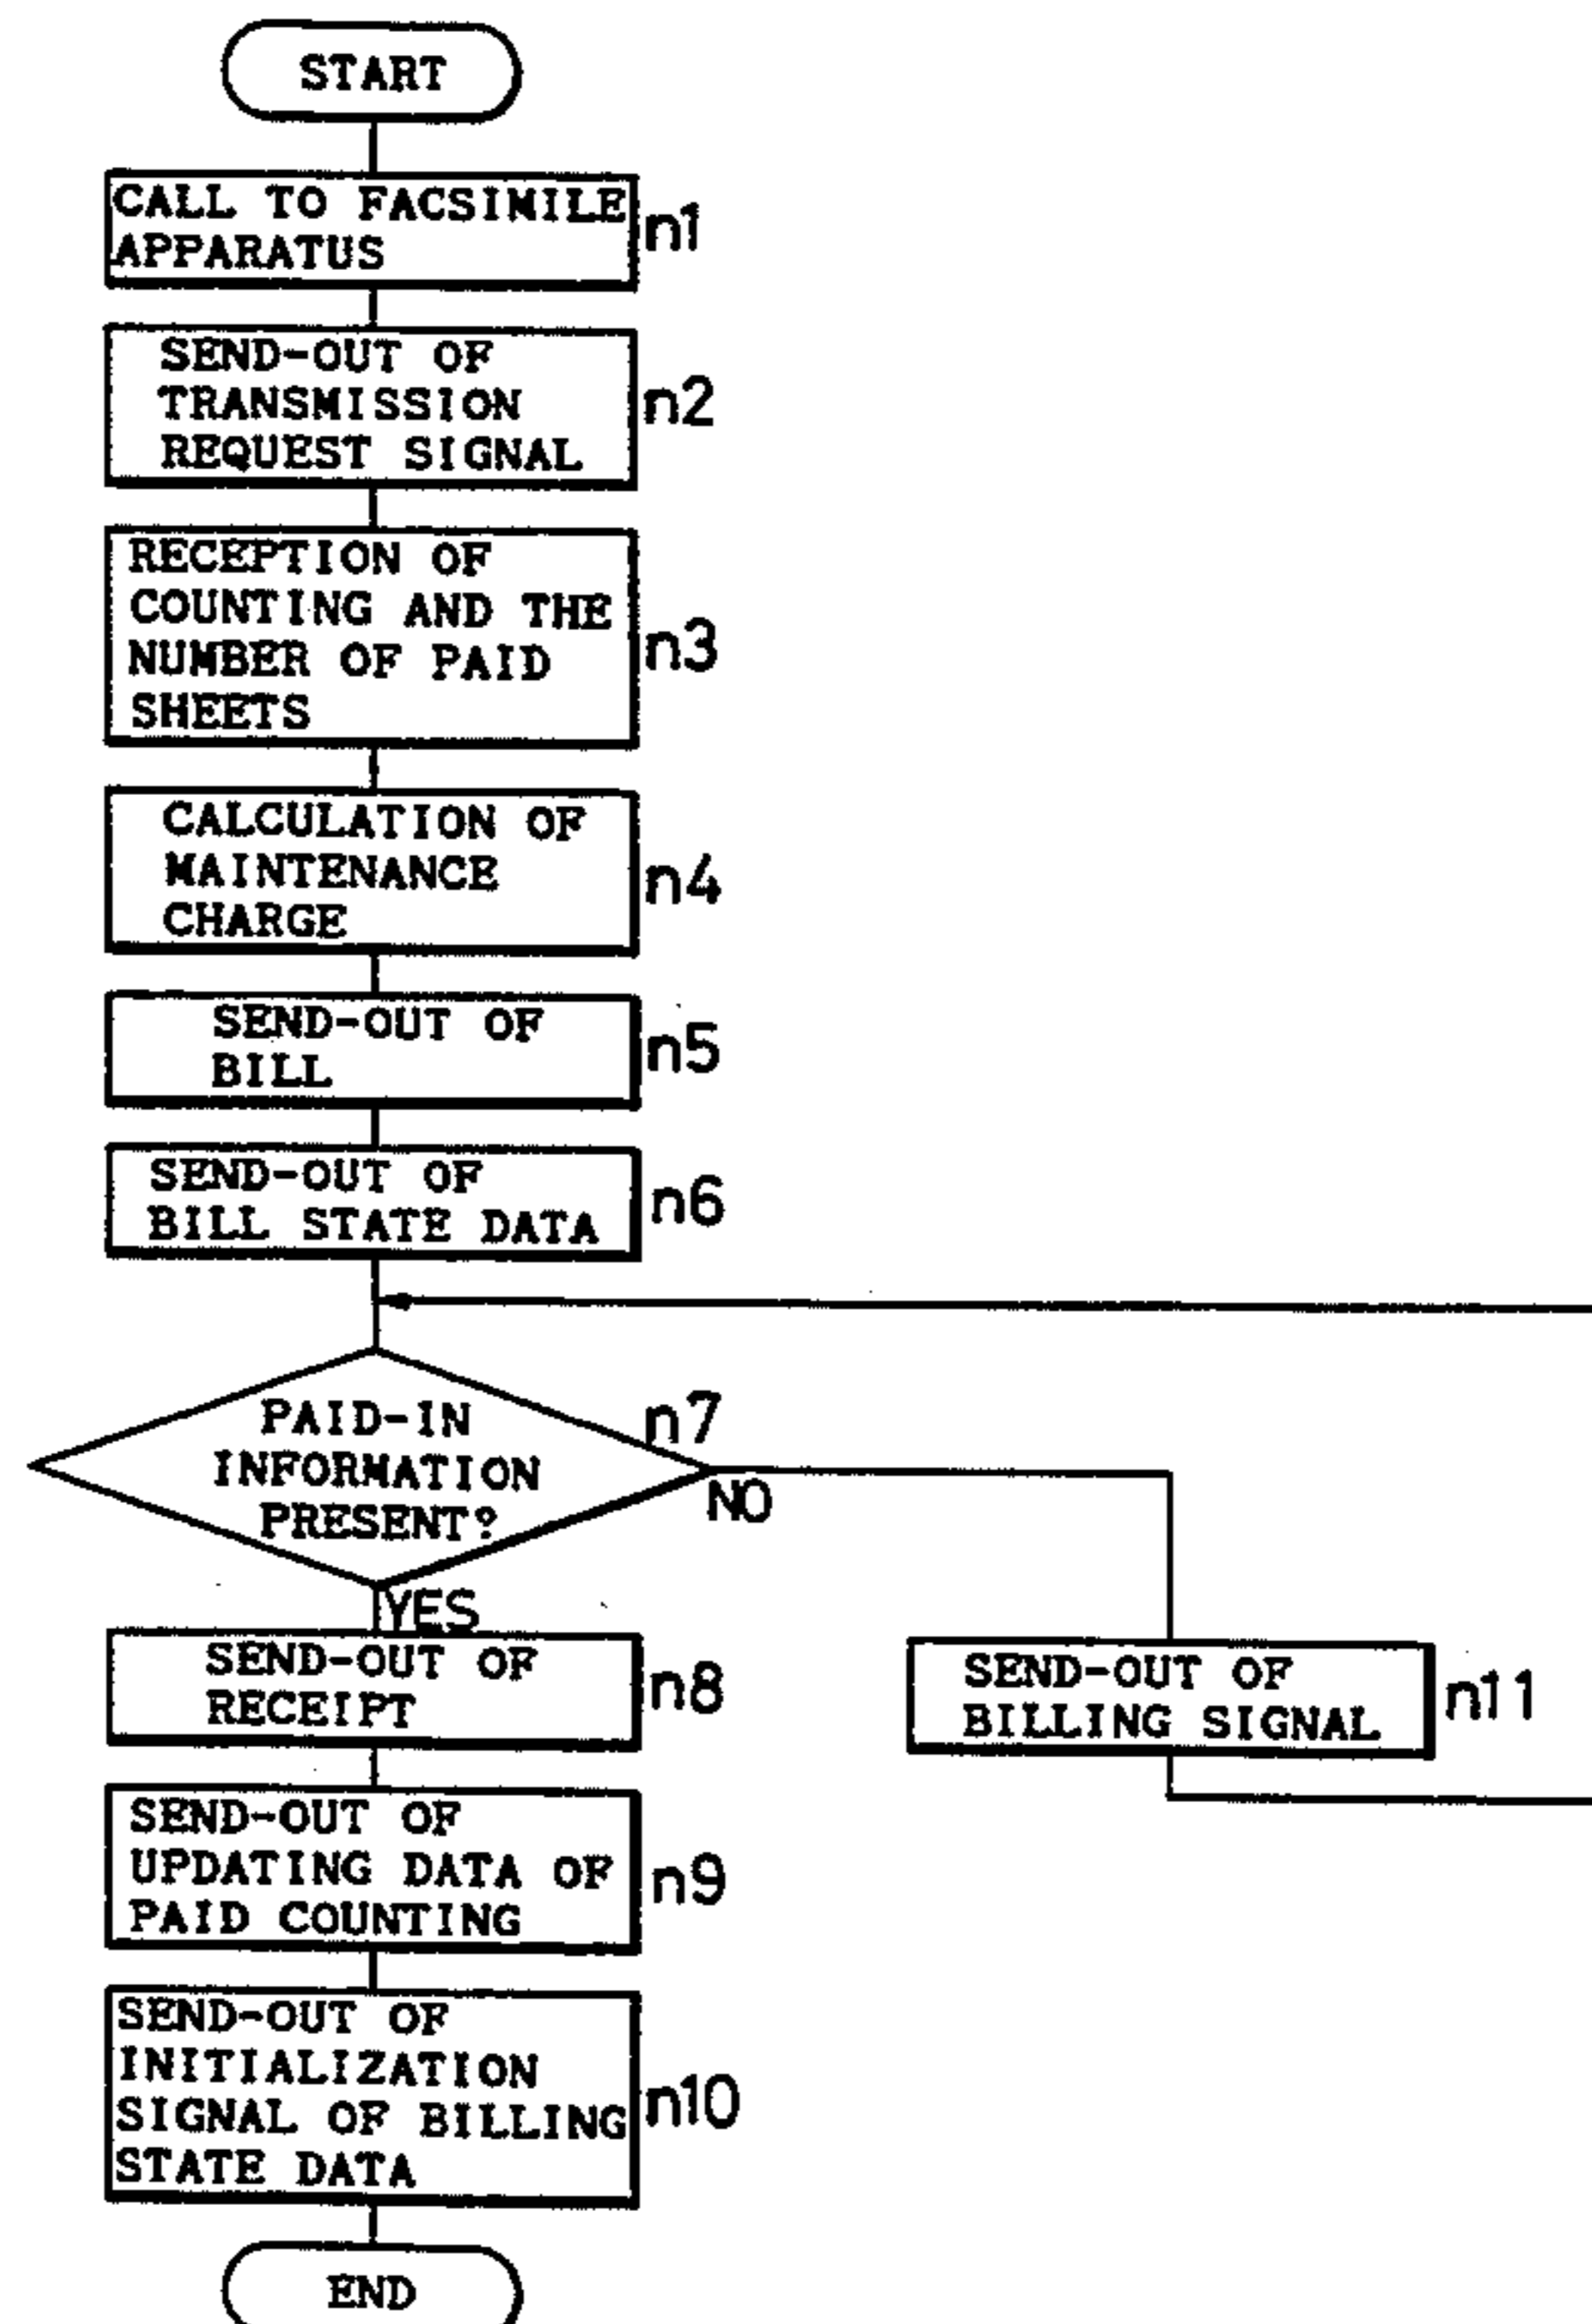 START
CALL TO FACSIMILE
APPARATUS
n1
SEND-OUT OF
TRANSMISSION
REQUEST SIGNAL
n2
RECEPTION OF
COUNTING AND THE
NUMBER OF PAID
SHEETS
n3
CALCULATION OF
MAINTENANCE
CHARGE
n4
SEND-OUT OF
BILL
n5
SEND-OUT OF
BILL STATE DATA
n6
PAID-IN
INFORMATION
PRESENT?
n7
NO
YES
SEND-OUT OF
RECEIPT
n8
SEND-OUT OF
BILLING SIGNAL
n11
SEND-OUT OF
UPDATING DATA OF
PAID COUNTING
n9
SEND-OUT OF
INITIALIZATION
SIGNAL OF BILLING
STATE DATA
n10
END